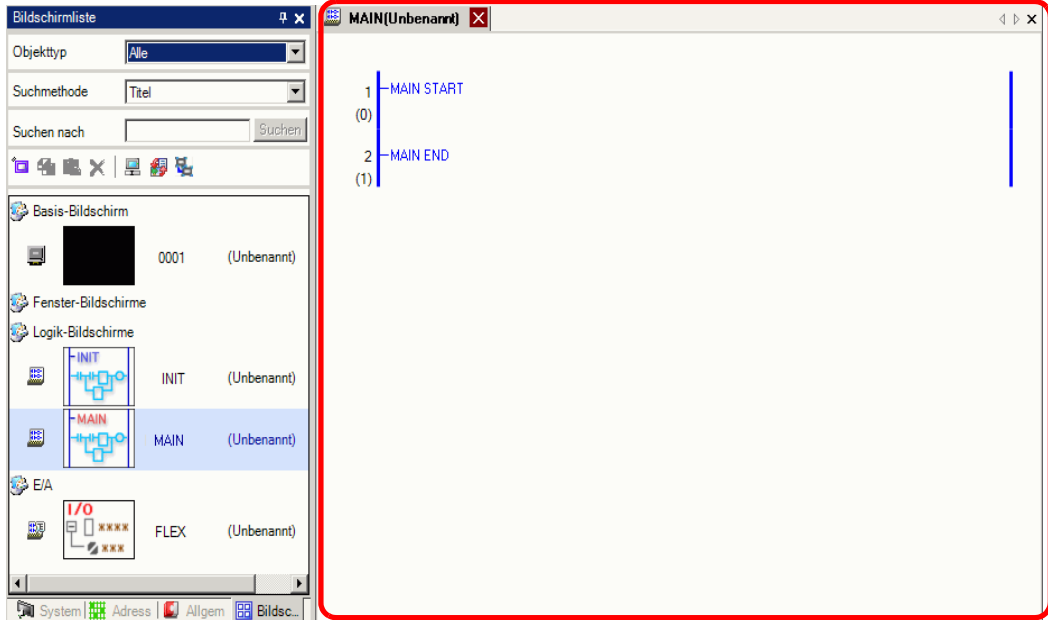 Bildschirmliste
Objekttyp Alle
Suchmethode Titel
Suchen nach Suchen
Basis-Bildschirm
0001 (Unbenannt)
Fenster-Bildschirme
Logik-Bildschirme
INIT INIT (Unbenannt)
MAIN MAIN (Unbenannt)
E/A
I/O **** *** FLEX (Unbenannt)
System Adress Allgem Bildsc...
MAIN(Unbenannt)
1 MAIN START
(0)
2 MAIN END
(1)